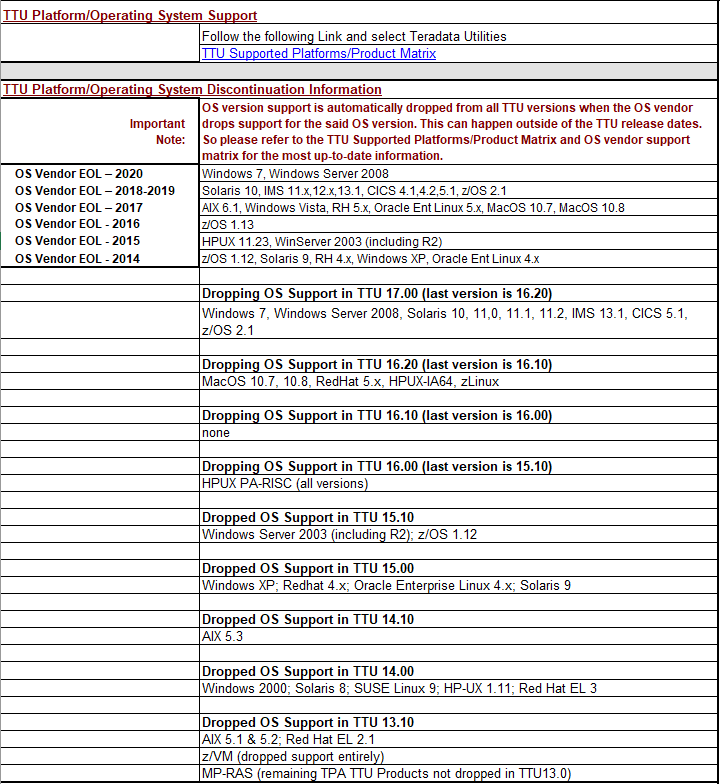 TTU Platform/Operating System Support
Follow the following Link and select Teradata Utilities
TTU Supported Platforms/Product Matrix
TTU Platform/Operating System Discontinuation Information
Important
Note:
OS version support is automatically dropped from all TTU versions when the OS vendor
drops support for the said OS version. This can happen outside of the TTU release dates.
So please refer to the TTU Supported Platforms/Product Matrix and OS vendor support
matrix for the most up-to-date information.
OS Vendor EOL – 2020
Windows 7, Windows Server 2008
OS Vendor EOL – 2018-2019
Solaris 10, IMS 11.x,12.x,13.1, CICS 4.1,4.2,5.1, z/OS 2.1
OS Vendor EOL – 2017
AIX 6.1, Windows Vista, RH 5.x, Oracle Ent Linux 5.x, MacOS 10.7, MacOS 10.8
OS Vendor EOL - 2016
z/OS 1.13
OS Vendor EOL - 2015
HPUX 11.23, WinServer 2003 (including R2)
OS Vendor EOL - 2014
z/OS 1.12, Solaris 9, RH 4.x, Windows XP, Oracle Ent Linux 4.x
Dropping OS Support in TTU 17.00 (last version is 16.20)
Windows 7, Windows Server 2008, Solaris 10, 11,0, 11.1, 11.2, IMS 13.1, CICS 5.1,
z/OS 2.1
Dropping OS Support in TTU 16.20 (last version is 16.10)
MacOS 10.7, 10.8, RedHat 5.x, HPUX-IA64, zLinux
Dropping OS Support in TTU 16.10 (last version is 16.00)
none
Dropping OS Support in TTU 16.00 (last version is 15.10)
HPUX PA-RISC (all versions)
Dropped OS Support in TTU 15.10
Windows Server 2003 (including R2); z/OS 1.12
Dropped OS Support in TTU 15.00
Windows XP; Redhat 4.x; Oracle Enterprise Linux 4.x; Solaris 9
Dropped OS Support in TTU 14.10
AIX 5.3
Dropped OS Support in TTU 14.00
Windows 2000; Solaris 8; SUSE Linux 9; HP-UX 1.11; Red Hat EL 3
Dropped OS Support in TTU 13.10
AIX 5.1 & 5.2; Red Hat EL 2.1
z/VM (dropped support entirely)
MP-RAS (remaining TPA TTU Products not dropped in TTU13.0)